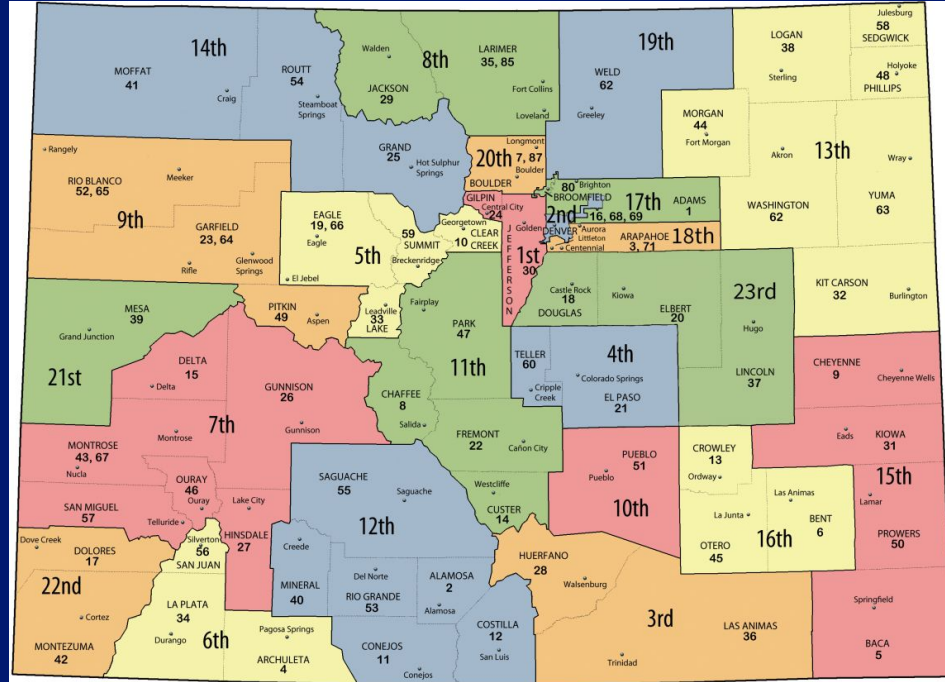 14th
MOFFAT
41
Craig
ROUTT
54
Steamboat
Springs
8th
Walden
JACKSON
29
LARIMER
35, 85
Fort Collins
Loveland
GRAND
25
Hot Sulphur
Springs
19th
WELD
62
Greeley
LOGAN
38
Sterling
Julesburg
58
SEDGWICK
Holyoke
48
PHILLIPS
MORGAN
44
Fort Morgan
13th
Akron
WASHINGTON
62
Wray
YUMA
63
KIT CARSON
32
Burlington
Rangely
RIO BLANCO
52, 65
Meeker
9th
GARFIELD
23, 64
Rifle
Glenwood
Springs
PITKIN
49
Aspen
EAGLE
19, 66
Eagle
El Jebel
5th
59
SUMMIT
Breckenridge
Georgetown
10
CLEAR
CREEK
Leadville
33
LAKE
20th
Longmont
7, 87
Boulder
BOULDER
GILPIN
Central City
24
Golden
JEFFERSON
1st
30
80
Brighton
BROOMFIELD
2nd
16, 68, 69
DENVER
17th
ADAMS
1
Aurora
Littleton
Centennial
ARAPAHOE
3, 71
18th
Castle Rock
18
DOUGLAS
Kiowa
ELBERT
20
23rd
Hugo
LINCOLN
37
21st
MESA
39
Grand Junction
DELTA
15
Delta
GUNNISON
26
Gunnison
7th
MONTROSE
43, 67
Nucla
Montrose
OURAY
46
Ouray
SAN MIGUEL
57
Telluride
Lake City
HINSDALE
27
Fairplay
PARK
47
11th
CHAFFEE
8
Salida
FREMONT
22
Cañon City
Westcliffe
CUSTER
14
TELLER
60
Cripple
Creek
4th
Colorado Springs
EL PASO
21
CHEYENNE
9
Cheyenne Wells
Eads
KIOWA
31
15th
Lamar
PROWERS
50
Springfield
BACA
5
PUEBLO
51
Pueblo
10th
CROWLEY
13
Ordway
Las Animas
La Junta
BENT
6
OTERO
45
16th
SAGUACHE
55
Saguache
12th
Creede
MINERAL
40
Del Norte
RIO GRANDE
53
ALAMOSA
2
Alamosa
CONEJOS
11
Conejos
COSTILLA
12
San Luis
HUERFANO
28
Walsenburg
3rd
LAS ANIMAS
36
Trinidad
Dove Creek
DOLORES
17
22nd
Cortez
MONTEZUMA
42
Silverton
56
SAN JUAN
LA PLATA
34
Durango
6th
Pagosa Springs
ARCHULETA
4